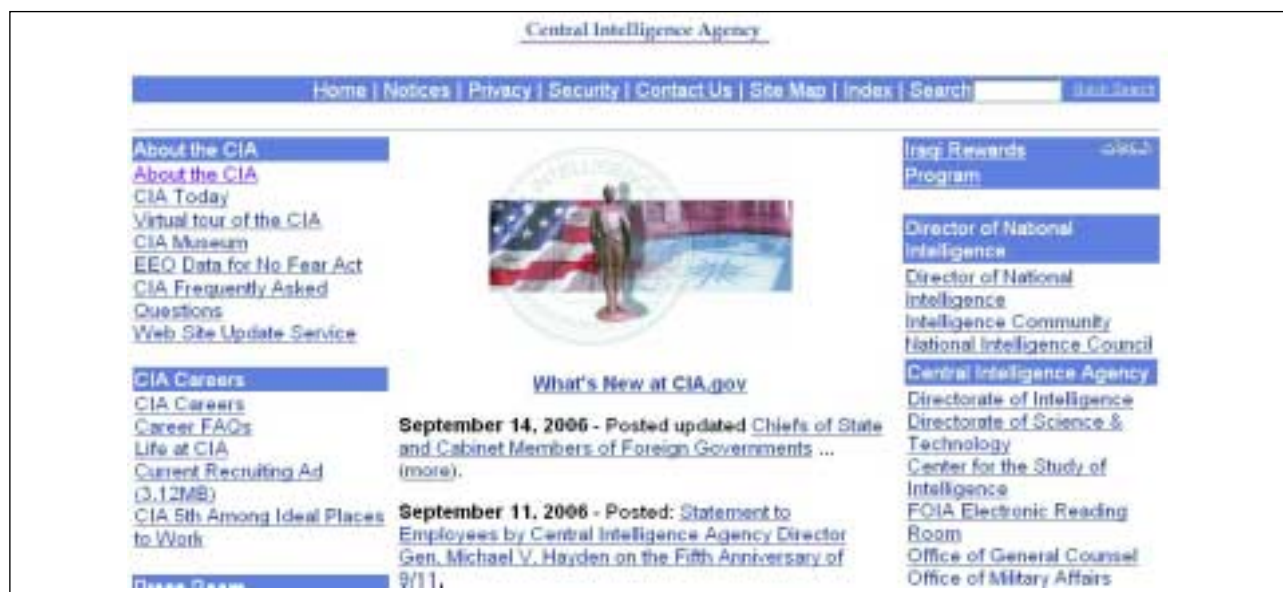 Central Intelligence Agency
Home | Notices | Privacy | Security | Contact Us | Site Map | Index | Search
About the CIA
About the CIA
CIA Today
Virtual tour of the CIA
CIA Museum
EEO Data for No Fear Act
CIA Frequently Asked
Questions
Web Site Update Service
CIA Careers
CIA Careers
Career FAQs
Life at CIA
Current Recruiting Ad
(3.12MB)
CIA 5th Among Ideal Places
to Work
Press Room
INTELLIGENCE
What's New at CIA.gov
September 14, 2006 - Posted updated Chiefs of State
and Cabinet Members of Foreign Governments ...
(more).
September 11, 2006 - Posted: Statement to
Employees by Central Intelligence Agency Director
Gen. Michael V. Hayden on the Fifth Anniversary of
9/11.
Iraqi Rewards
Program
Director of National
Intelligence
Director of National
Intelligence
Intelligence Community
National Intelligence Council
Central Intelligence Agency
Directorate of Intelligence
Directorate of Science &
Technology
Center for the Study of
Intelligence
FOIA Electronic Reading
Room
Office of General Counsel
Office of Military Affairs